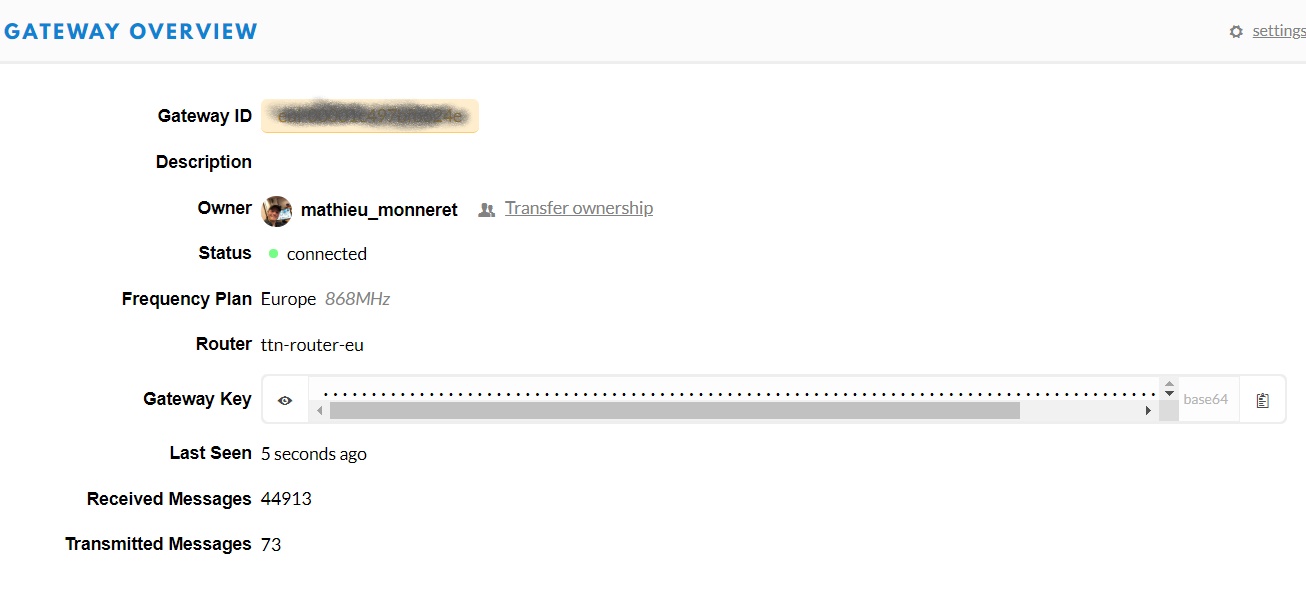 GATEWAY OVERVIEW
settings
Gateway ID
Description
Owner mathieu_monneret Transfer ownership
Status connected
Frequency Plan Europe 868MHz
Router ttn-router-eu
Gateway Key base64
Last Seen 5 seconds ago
Received Messages 44913
Transmitted Messages 73